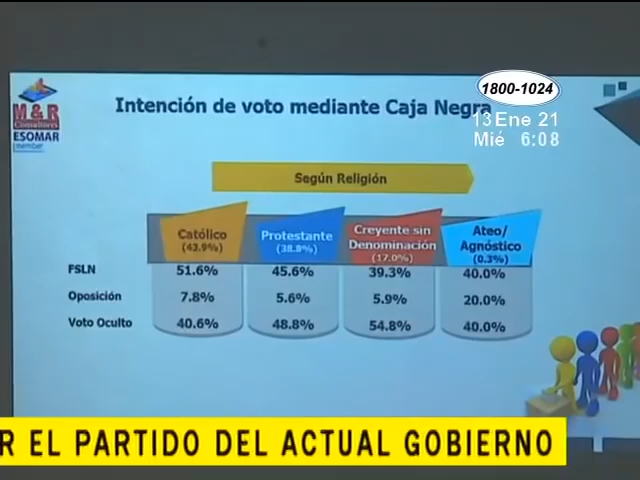 M&R
Consultores
ESOMAR
member
Intención de voto mediante Caja Negra
1800-1024
13 Ene 21
Mié 6:08
Según Religión
Católico
(43.9%)
Protestante
(38.8%)
Creyente sin
Denominación
(17.0%)
Ateo/
Agnóstico
(0.3%)
FSLN 51.6% 45.6% 39.3% 40.0%
Oposición 7.8% 5.6% 5.9% 20.0%
Voto Oculto 40.6% 48.8% 54.8% 40.0%
R EL PARTIDO DEL ACTUAL GOBIERNO